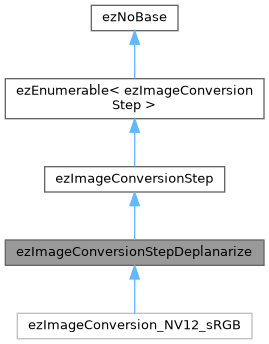 ezNoBase
ezEnumerable< ezImageConversion
Step >
ezImageConversionStep
ezImageConversionStepDeplanarize
ezImageConversion_NV12_sRGB